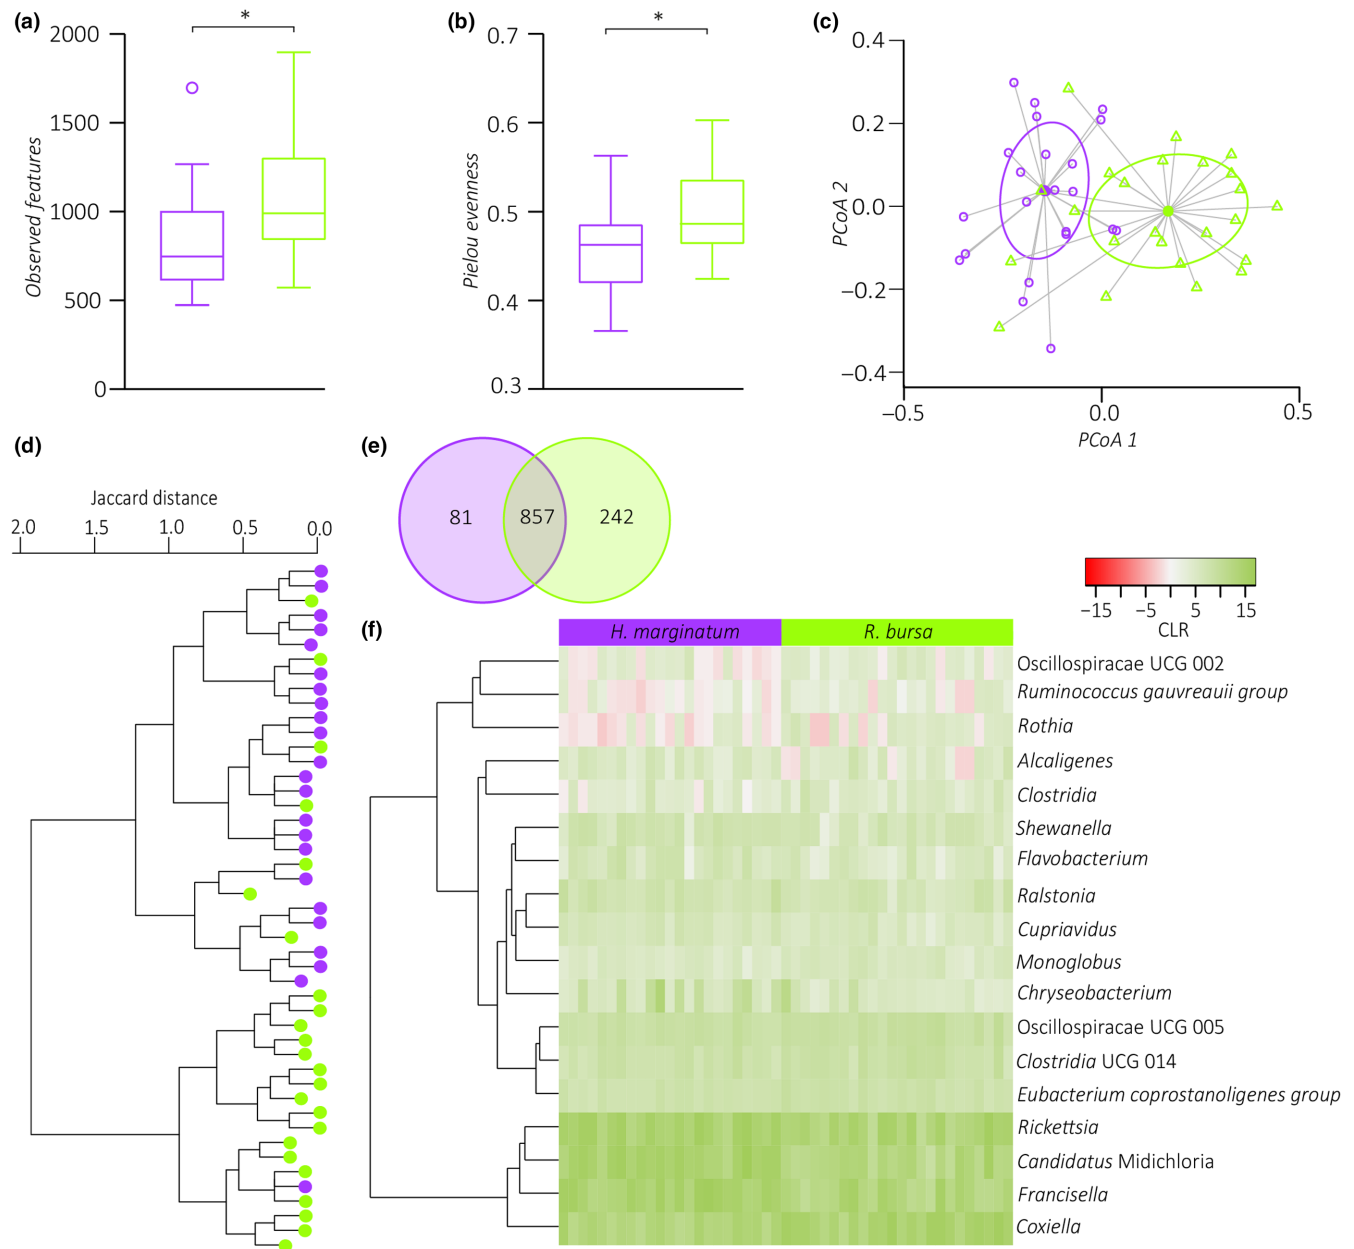 (a)
*
2000
1500
1000
500
0
Observed features
(b)
*
0.7
0.6
0.5
0.4
0.3
Pielou evenness
(c)
0.4
0.2
0.0
−0.2
−0.4
PCoA 2
−0.5
0.0
0.5
PCoA 1
(d)
Jaccard distance
2.0 1.5 1.0 0.5 0.0
(e)
81 857 242
−15 −5 5 15
CLR
(f)
H. marginatum R. bursa
Oscillospiracae UCG 002
Ruminococcus gauvreauii group
Rothia
Alcaligenes
Clostridia
Shewanella
Flavobacterium
Ralstonia
Cupriavidus
Monoglobus
Chryseobacterium
Oscillospiracae UCG 005
Clostridia UCG 014
Eubacterium coprostanoligenes group
Rickettsia
Candidatus Midichloria
Francisella
Coxiella